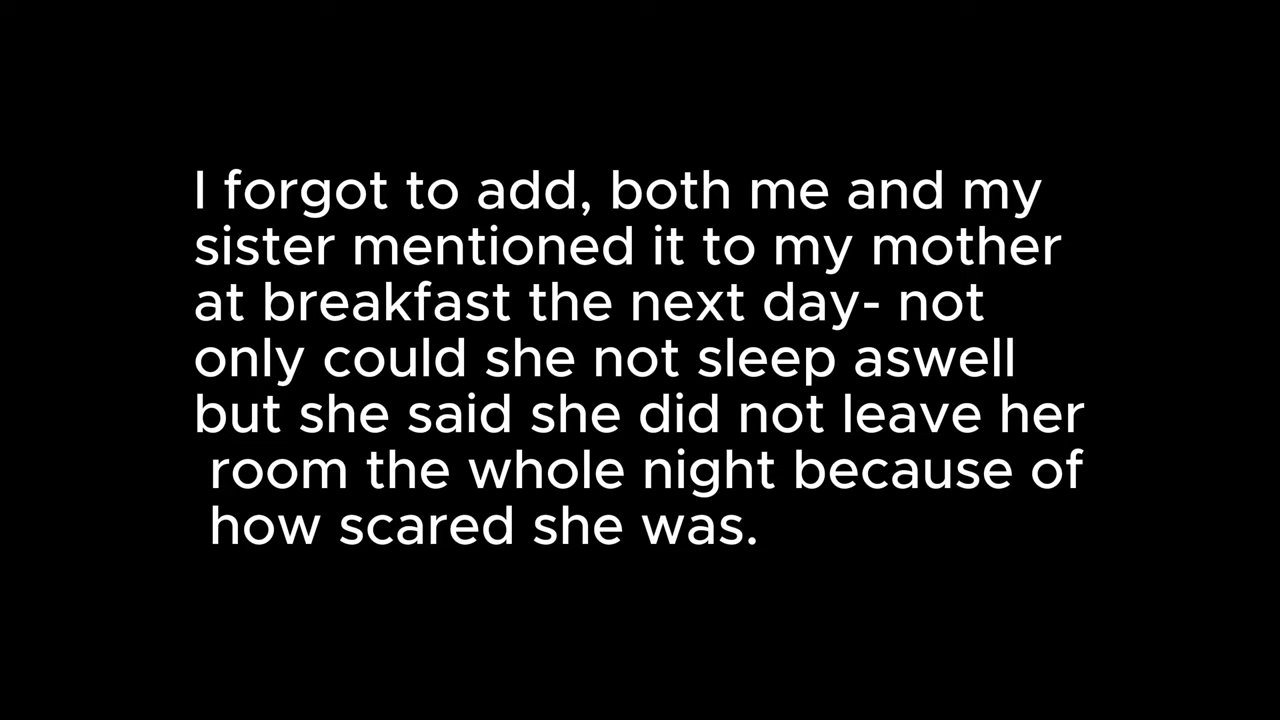 I forgot to add, both me and my
sister mentioned it to my mother
at breakfast the next day- not
only could she not sleep aswell
but she said she did not leave her
room the whole night because of
how scared she was.